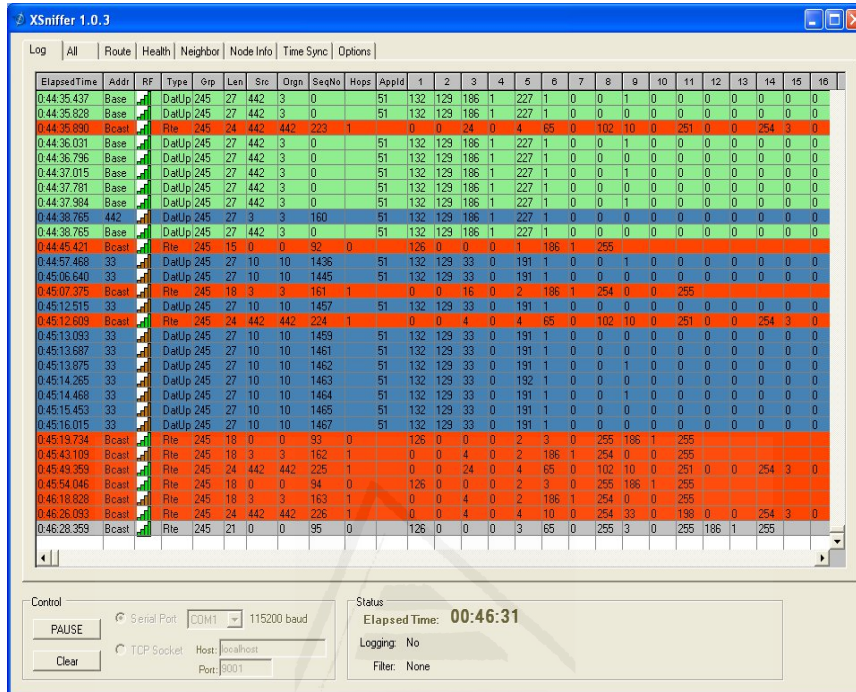 XSniffer 1.0.3
Log All Route Health Neighbor Node Info Time Sync Options
ElapsedTime Addr RF Type Grp Len Src Orgn SeqNo Hops AppId 1 2 3 4 5 6 7 8 9 10 11 12 13 14 15 16
0:44:35.437 Base DatUp 245 27 442 3 0 51 132 129 186 1 227 1 0 0 1 0 0 0 0 0 0 0
0:44:35.828 Base DatUp 245 27 442 3 0 51 132 129 186 1 227 1 0 0 0 0 0 0 0 0 0 0
0:44:35.890 Bcast Rte 245 24 442 442 223 1 0 0 24 0 4 65 0 102 10 0 251 0 0 254 3 0
0:44:36.031 Base DatUp 245 27 442 3 0 51 132 129 186 1 227 1 0 0 1 0 0 0 0 0 0 0
0:44:36.796 Base DatUp 245 27 442 3 0 51 132 129 186 1 227 1 0 0 0 0 0 0 0 0 0 0
0:44:37.015 Base DatUp 245 27 442 3 0 51 132 129 186 1 227 1 0 0 1 0 0 0 0 0 0 0
0:44:37.781 Base DatUp 245 27 442 3 0 51 132 129 186 1 227 1 0 0 0 0 0 0 0 0 0 0
0:44:37.984 Base DatUp 245 27 442 3 0 51 132 129 186 1 227 1 0 0 1 0 0 0 0 0 0 0
0:44:38.765 442 DatUp 245 27 3 3 160 51 132 129 186 1 227 1 0 0 0 0 0 0 0 0 0 0
0:44:38.765 Base DatUp 245 27 442 3 0 51 132 129 186 1 227 1 0 0 0 0 0 0 0 0 0 0
0:44:45.421 Bcast Rte 245 15 0 0 92 0 126 0 0 0 1 186 1 255
0:44:57.468 33 DatUp 245 27 10 10 1436 51 132 129 33 0 191 1 0 0 1 0 0 0 0 0 0 0
0:45:06.640 33 DatUp 245 27 10 10 1445 51 132 129 33 0 191 1 0 0 0 0 0 0 0 0 0 0
0:45:07.375 Bcast Rte 245 18 3 3 161 1 0 0 16 0 2 186 1 254 0 0 255
0:45:12.515 33 DatUp 245 27 10 10 1457 51 132 129 33 0 191 1 0 0 0 0 0 0 0 0 0 0
0:45:12.609 Bcast Rte 245 24 442 442 224 1 0 0 4 0 4 65 0 102 10 0 251 0 0 254 3 0
0:45:13.093 33 DatUp 245 27 10 10 1459 51 132 129 33 0 191 1 0 0 0 0 0 0 0 0 0 0
0:45:13.687 33 DatUp 245 27 10 10 1461 51 132 129 33 0 191 1 0 0 0 0 0 0 0 0 0 0
0:45:13.875 33 DatUp 245 27 10 10 1462 51 132 129 33 0 191 1 0 0 1 0 0 0 0 0 0 0
0:45:14.265 33 DatUp 245 27 10 10 1463 51 132 129 33 0 192 1 0 0 0 0 0 0 0 0 0 0
0:45:14.468 33 DatUp 245 27 10 10 1464 51 132 129 33 0 191 1 0 0 1 0 0 0 0 0 0 0
0:45:15.453 33 DatUp 245 27 10 10 1465 51 132 129 33 0 191 1 0 0 0 0 0 0 0 0 0 0
0:45:16.015 33 DatUp 245 27 10 10 1467 51 132 129 33 0 191 1 0 0 0 0 0 0 0 0 0 0
0:45:19.734 Bcast Rte 245 18 0 0 93 0 126 0 0 0 2 3 0 255 186 1 255
0:45:43.109 Bcast Rte 245 18 3 3 162 1 0 0 4 0 2 186 1 254 0 0 255
0:45:49.359 Bcast Rte 245 24 442 442 225 1 0 0 24 0 4 65 0 102 10 0 251 0 0 254 3 0
0:45:54.046 Bcast Rte 245 18 0 0 94 0 126 0 0 0 2 3 0 255 186 1 255
0:46:18.828 Bcast Rte 245 18 3 3 163 1 0 0 4 0 2 186 1 254 0 0 255
0:46:26.093 Bcast Rte 245 24 442 442 226 1 0 0 4 0 4 10 0 254 33 0 198 0 0 254 3 0
0:46:28.359 Bcast Rte 245 21 0 0 95 0 126 0 0 0 3 65 0 255 3 0 255 186 1 255
Control
PAUSE
Clear
Serial Port COM1 115200 baud
TCP Socket Host: localhost
Port: 9001
Status
Elapsed Time: 00:46:31
Logging: No
Filter: None